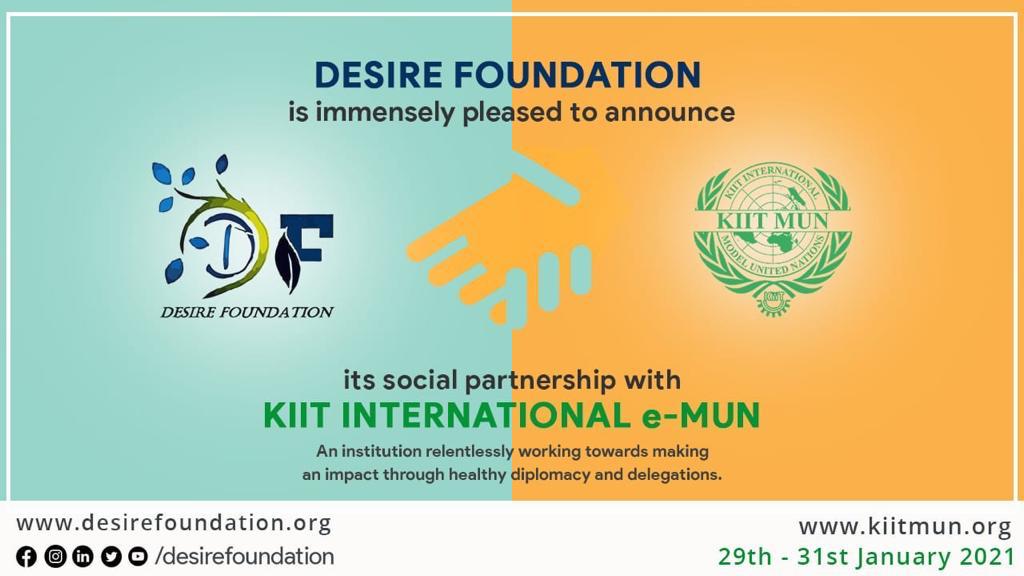 DESIRE FOUNDATION
is immensely pleased to announce
DF
DESIRE FOUNDATION
KIIT INTERNATIONAL
KIIT MUN
MODEL UNITED NATIONS
KIIT
its social partnership with
KIIT INTERNATIONAL e-MUN
An institution relentlessly working towards making
an impact through healthy diplomacy and delegations.
www.desirefoundation.org
/desirefoundation
www.kiitmun.org
29th - 31st January 2021